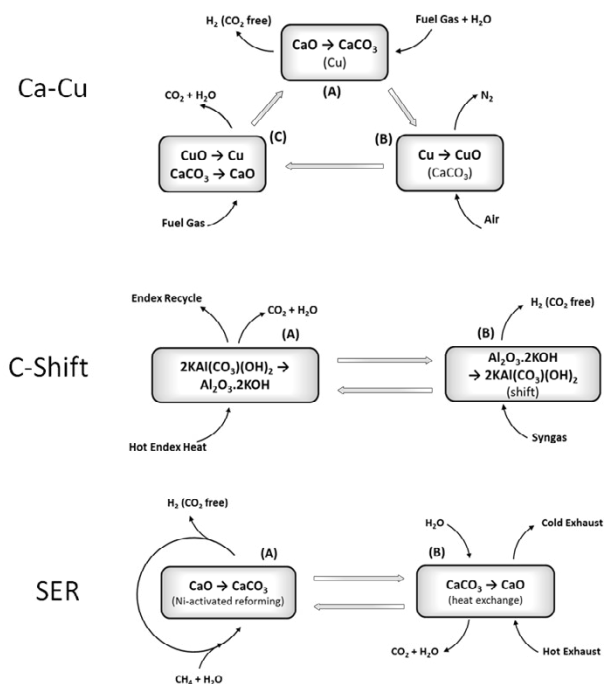 H₂ (CO₂ free)
Fuel Gas + H₂O
CaO → CaCO₃
(Cu)
(A)
Ca-Cu
CO₂ + H₂O
N₂
(C)
(B)
CuO → Cu
CaCO₃ → CaO
Cu → CuO
(CaCO₃)
Fuel Gas
Air
Endex Recycle
CO₂ + H₂O
H₂ (CO₂ free)
(A)
(B)
C-Shift
2KAl(CO₃)(OH)₂ →
Al₂O₃.2KOH
Al₂O₃.2KOH
→ 2KAl(CO₃)(OH)₂
(shift)
Hot Endex Heat
Syngas
H₂ (CO₂ free)
H₂O
Cold Exhaust
(A)
(B)
SER
CaO → CaCO₃
(Ni-activated reforming)
CaCO₃ → CaO
(heat exchange)
CO₂ + H₂O
Hot Exhaust
CH₄ + H₂O